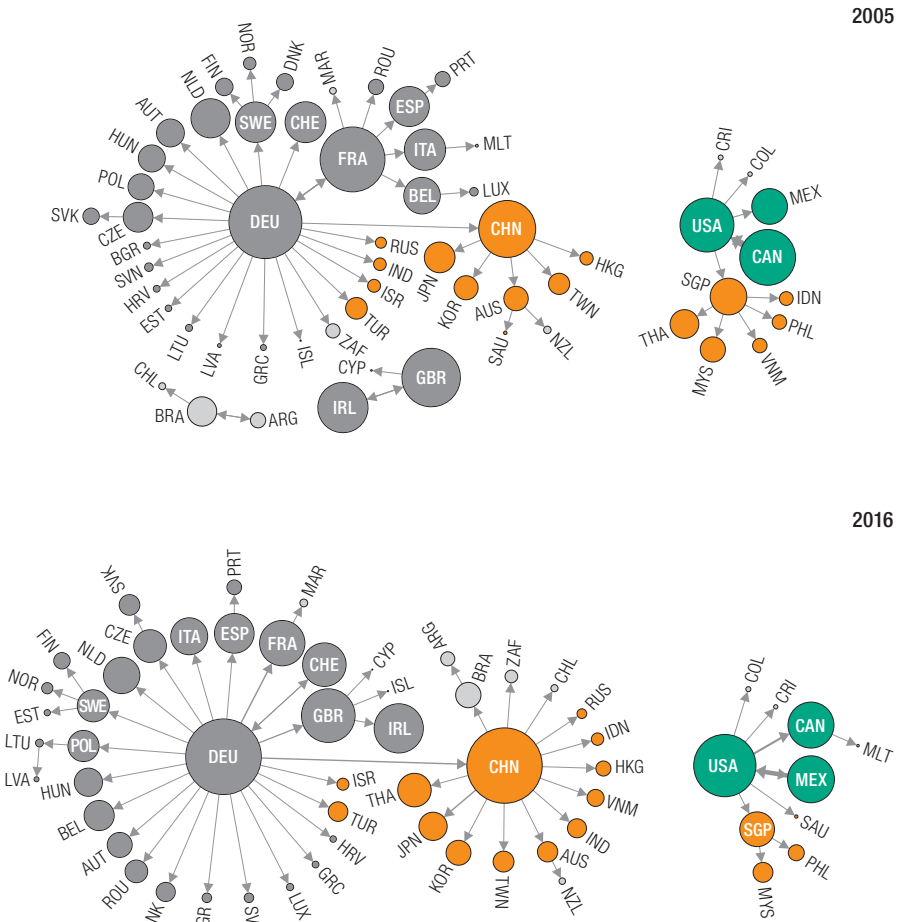 2005
NOR
FIN
DNK
MAR
ROU
PRT
NLD
ESP
AUT
SWE
CHE
MLT
HUN
FRA
ITA
POL
BEL
LUX
SVK
DEU
CHN
CZE
BGR
RUS
SVN
IND
JPN
HKG
HRV
ISR
KOR
TWN
EST
TUR
AUS
LTU
LVA
GRC
ISL
ZAF
SAU
NZL
CYP
GBR
CHL
IRL
BRA
ARG
CRI
COL
MEX
USA
CAN
SGP
IDN
THA
PHL
MYS
VNM
2016
PRT
SVK
MAR
CZE
ITA
ESP
FRA
FIN
NLD
CHE
CYP
NOR
ISL
SWE
GBR
EST
IRL
LTU
POL
DEU
LVA
HUN
ISR
BEL
TUR
AUT
HRV
ROU
GRC
LUX
ARG
BRA
ZAF
CHL
RUS
IDN
CHN
HKG
THA
VNM
JPN
IND
KOR
AUS
TWN
NZL
COL
CRI
CAN
MLT
USA
MEX
SAU
SGP
PHL
MYS